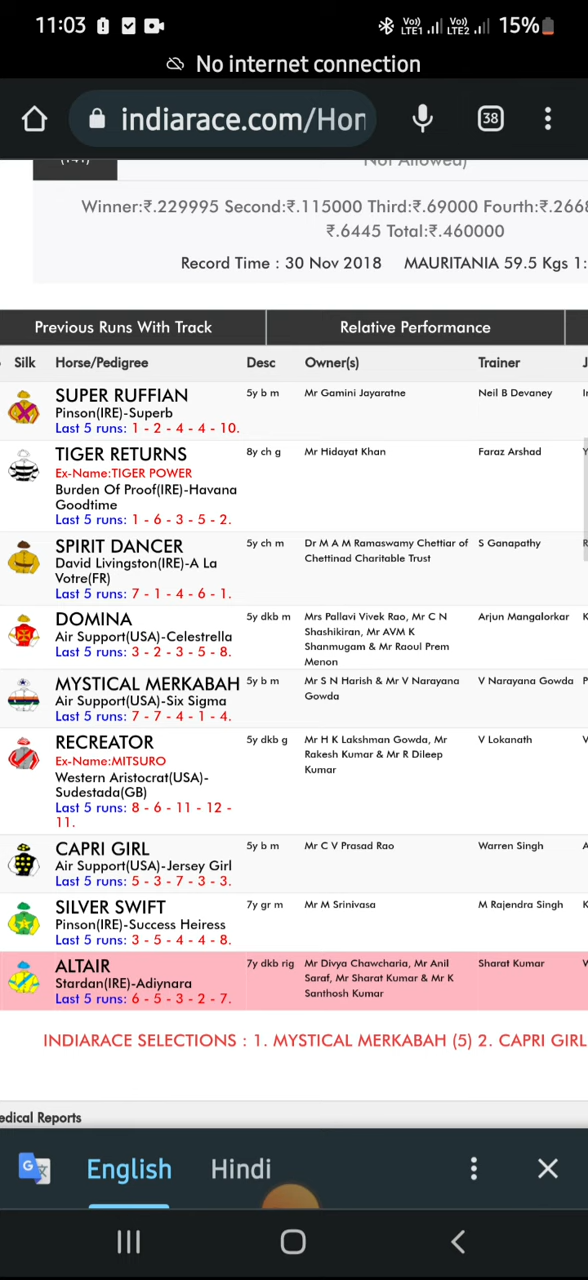 11:03 Vo)) LTE1 Vo)) LTE2 15%
No internet connection
indiarace.com/Hor 38
Not Allowed)
Winner:₹.229995 Second:₹.115000 Third:₹.69000 Fourth:₹.2668
₹.6445 Total:₹.460000
Record Time : 30 Nov 2018 MAURITANIA 59.5 Kgs 1:
Previous Runs With Track Relative Performance
Silk Horse/Pedigree Desc Owner(s) Trainer J
SUPER RUFFIAN 5y b m Mr Gamini Jayaratne Neil B Devaney
Pinson(IRE)-Superb
Last 5 runs: 1 - 2 - 4 - 4 - 10.
TIGER RETURNS 8y ch g Mr Hidayat Khan Faraz Arshad Y
Ex-Name:TIGER POWER
Burden Of Proof(IRE)-Havana
Goodtime
Last 5 runs: 1 - 6 - 3 - 5 - 2.
SPIRIT DANCER 5y ch m Dr M A M Ramaswamy Chettiar of S Ganapathy R
David Livingston(IRE)-A La Chettinad Charitable Trust
Votre(FR)
Last 5 runs: 7 - 1 - 4 - 6 - 1.
DOMINA 5y dkb m Mrs Pallavi Vivek Rao, Mr C N Arjun Mangalorkar K
Air Support(USA)-Celestrella Shashikiran, Mr AVM K
Last 5 runs: 3 - 2 - 3 - 5 - 8. Shanmugam & Mr Raoul Prem
Menon
MYSTICAL MERKABAH 5y b m Mr S N Harish & Mr V Narayana V Narayana Gowda P
Air Support(USA)-Six Sigma Gowda
Last 5 runs: 7 - 7 - 4 - 1 - 4.
RECREATOR 5y dkb g Mr H K Lakshman Gowda, Mr V Lokanath V
Ex-Name:MITSURO Rakesh Kumar & Mr R Dileep
Western Aristocrat(USA)- Kumar
Sudestada(GB)
Last 5 runs: 8 - 6 - 11 - 12 -
11.
CAPRI GIRL 5y b m Mr C V Prasad Rao Warren Singh A
Air Support(USA)-Jersey Girl
Last 5 runs: 5 - 3 - 7 - 3 - 3.
SILVER SWIFT 7y gr m Mr M Srinivasa M Rajendra Singh K
Pinson(IRE)-Success Heiress
Last 5 runs: 3 - 5 - 4 - 4 - 8.
ALTAIR 7y dkb rig Mr Divya Chawcharia, Mr Anil Sharat Kumar V
Stardan(IRE)-Adiynara Saraf, Mr Sharat Kumar & Mr K
Last 5 runs: 6 - 5 - 3 - 2 - 7. Santhosh Kumar
INDIARACE SELECTIONS : 1. MYSTICAL MERKABAH (5) 2. CAPRI GIRL
edical Reports
English Hindi